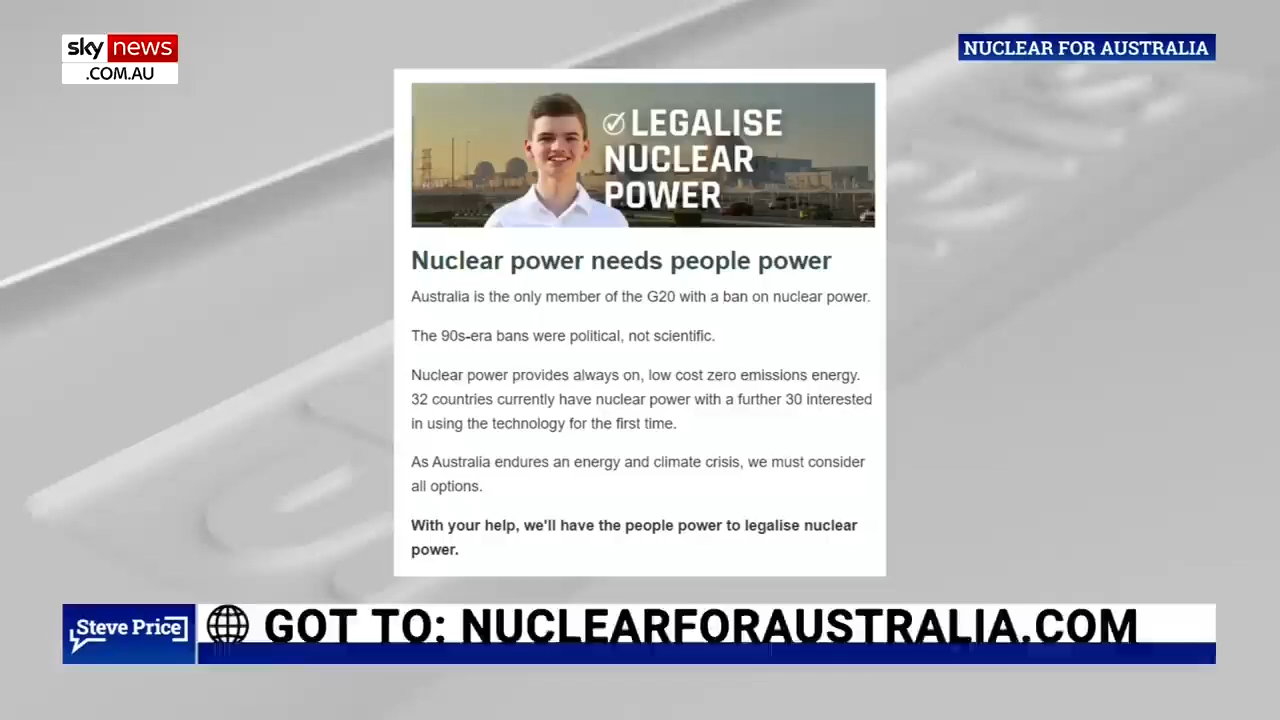 sky news
.COM.AU
NUCLEAR FOR AUSTRALIA
LEGALISE
NUCLEAR
POWER
Nuclear power needs people power
Australia is the only member of the G20 with a ban on nuclear power.
The 90s-era bans were political, not scientific.
Nuclear power provides always on, low cost zero emissions energy.
32 countries currently have nuclear power with a further 30 interested
in using the technology for the first time.
As Australia endures an energy and climate crisis, we must consider
all options.
With your help, we'll have the people power to legalise nuclear
power.
Steve Price
GOT TO: NUCLEARFORAUSTRALIA.COM